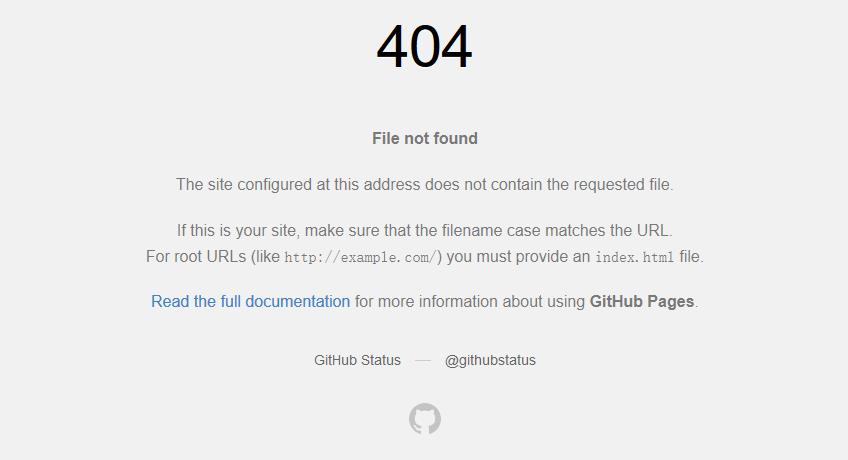 404
File not found
The site configured at this address does not contain the requested file.
If this is your site, make sure that the filename case matches the URL.
For root URLs (like http://example.com/) you must provide an index.html file.
Read the full documentation for more information about using GitHub Pages.
GitHub Status — @githubstatus